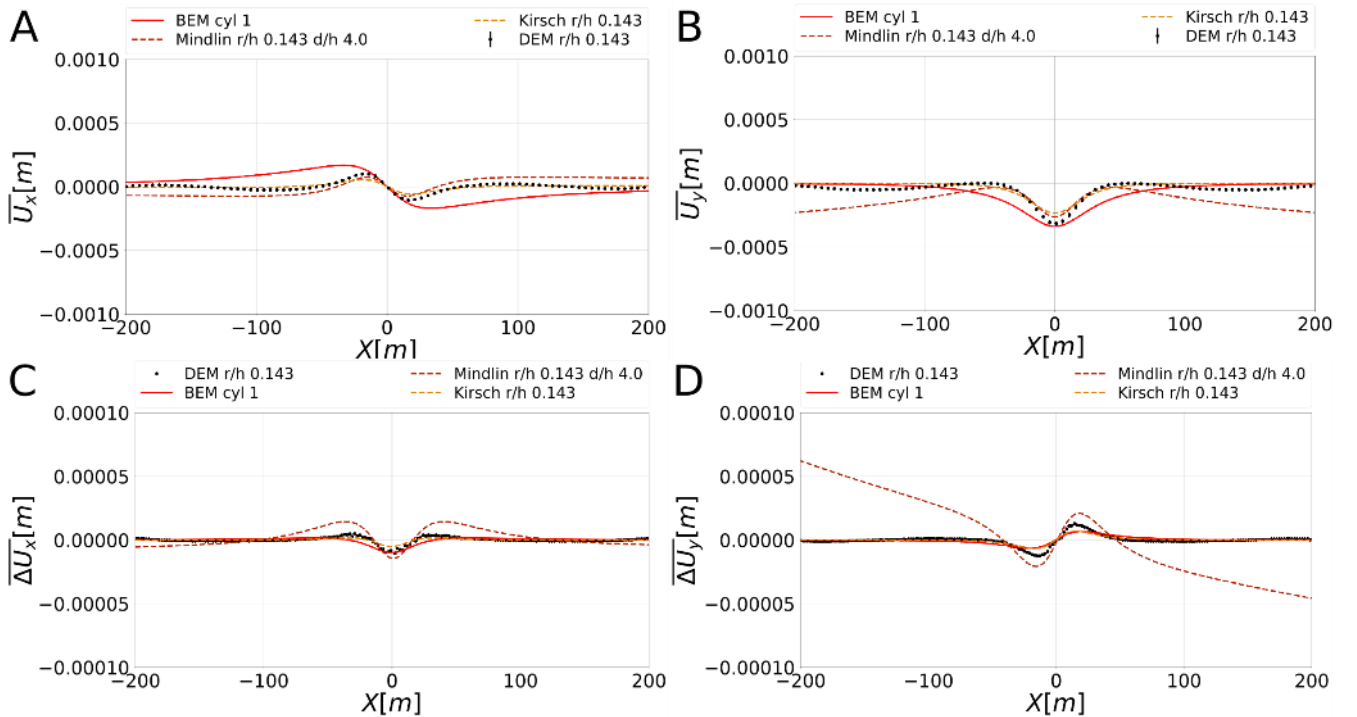 A
BEM cyl 1
Kirsch r/h 0.143
Mindlin r/h 0.143 d/h 4.0
DEM r/h 0.143
0.0010
0.0005
0.0000
−0.0005
−0.0010
−200
−100
0
100
200
Ux[m]
X[m]
B
BEM cyl 1
Kirsch r/h 0.143
Mindlin r/h 0.143 d/h 4.0
DEM r/h 0.143
0.0010
0.0005
0.0000
−0.0005
−0.0010
−200
−100
0
100
200
Uy[m]
X[m]
C
DEM r/h 0.143
Mindlin r/h 0.143 d/h 4.0
BEM cyl 1
Kirsch r/h 0.143
0.00010
0.00005
0.00000
−0.00005
−0.00010
−200
−100
0
100
200
ΔUx[m]
X[m]
D
DEM r/h 0.143
Mindlin r/h 0.143 d/h 4.0
BEM cyl 1
Kirsch r/h 0.143
0.00010
0.00005
0.00000
−0.00005
−0.00010
−200
−100
0
100
200
ΔUy[m]
X[m]